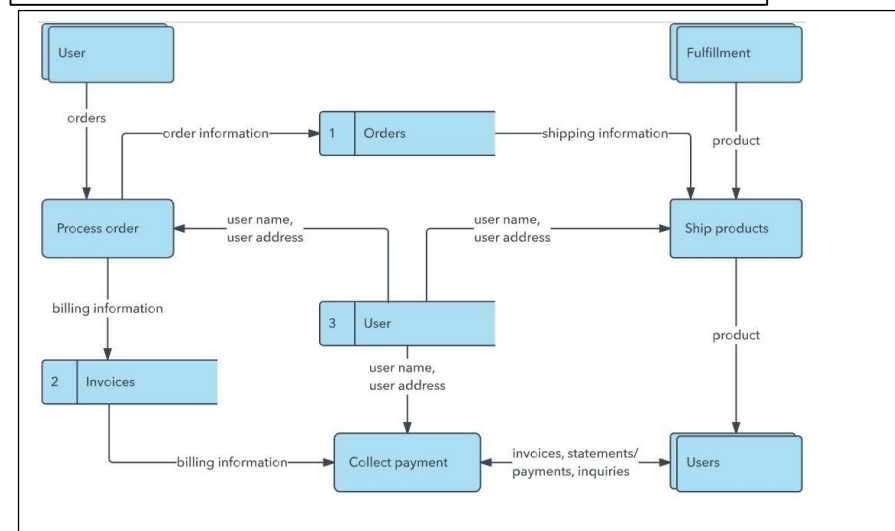 User
Fulfillment
orders
order information
1 Orders
shipping information
product
Process order
user name,
user address
user name,
user address
Ship products
billing information
3 User
product
2 Invoices
user name,
user address
billing information
Collect payment
invoices, statements/
payments, inquiries
Users